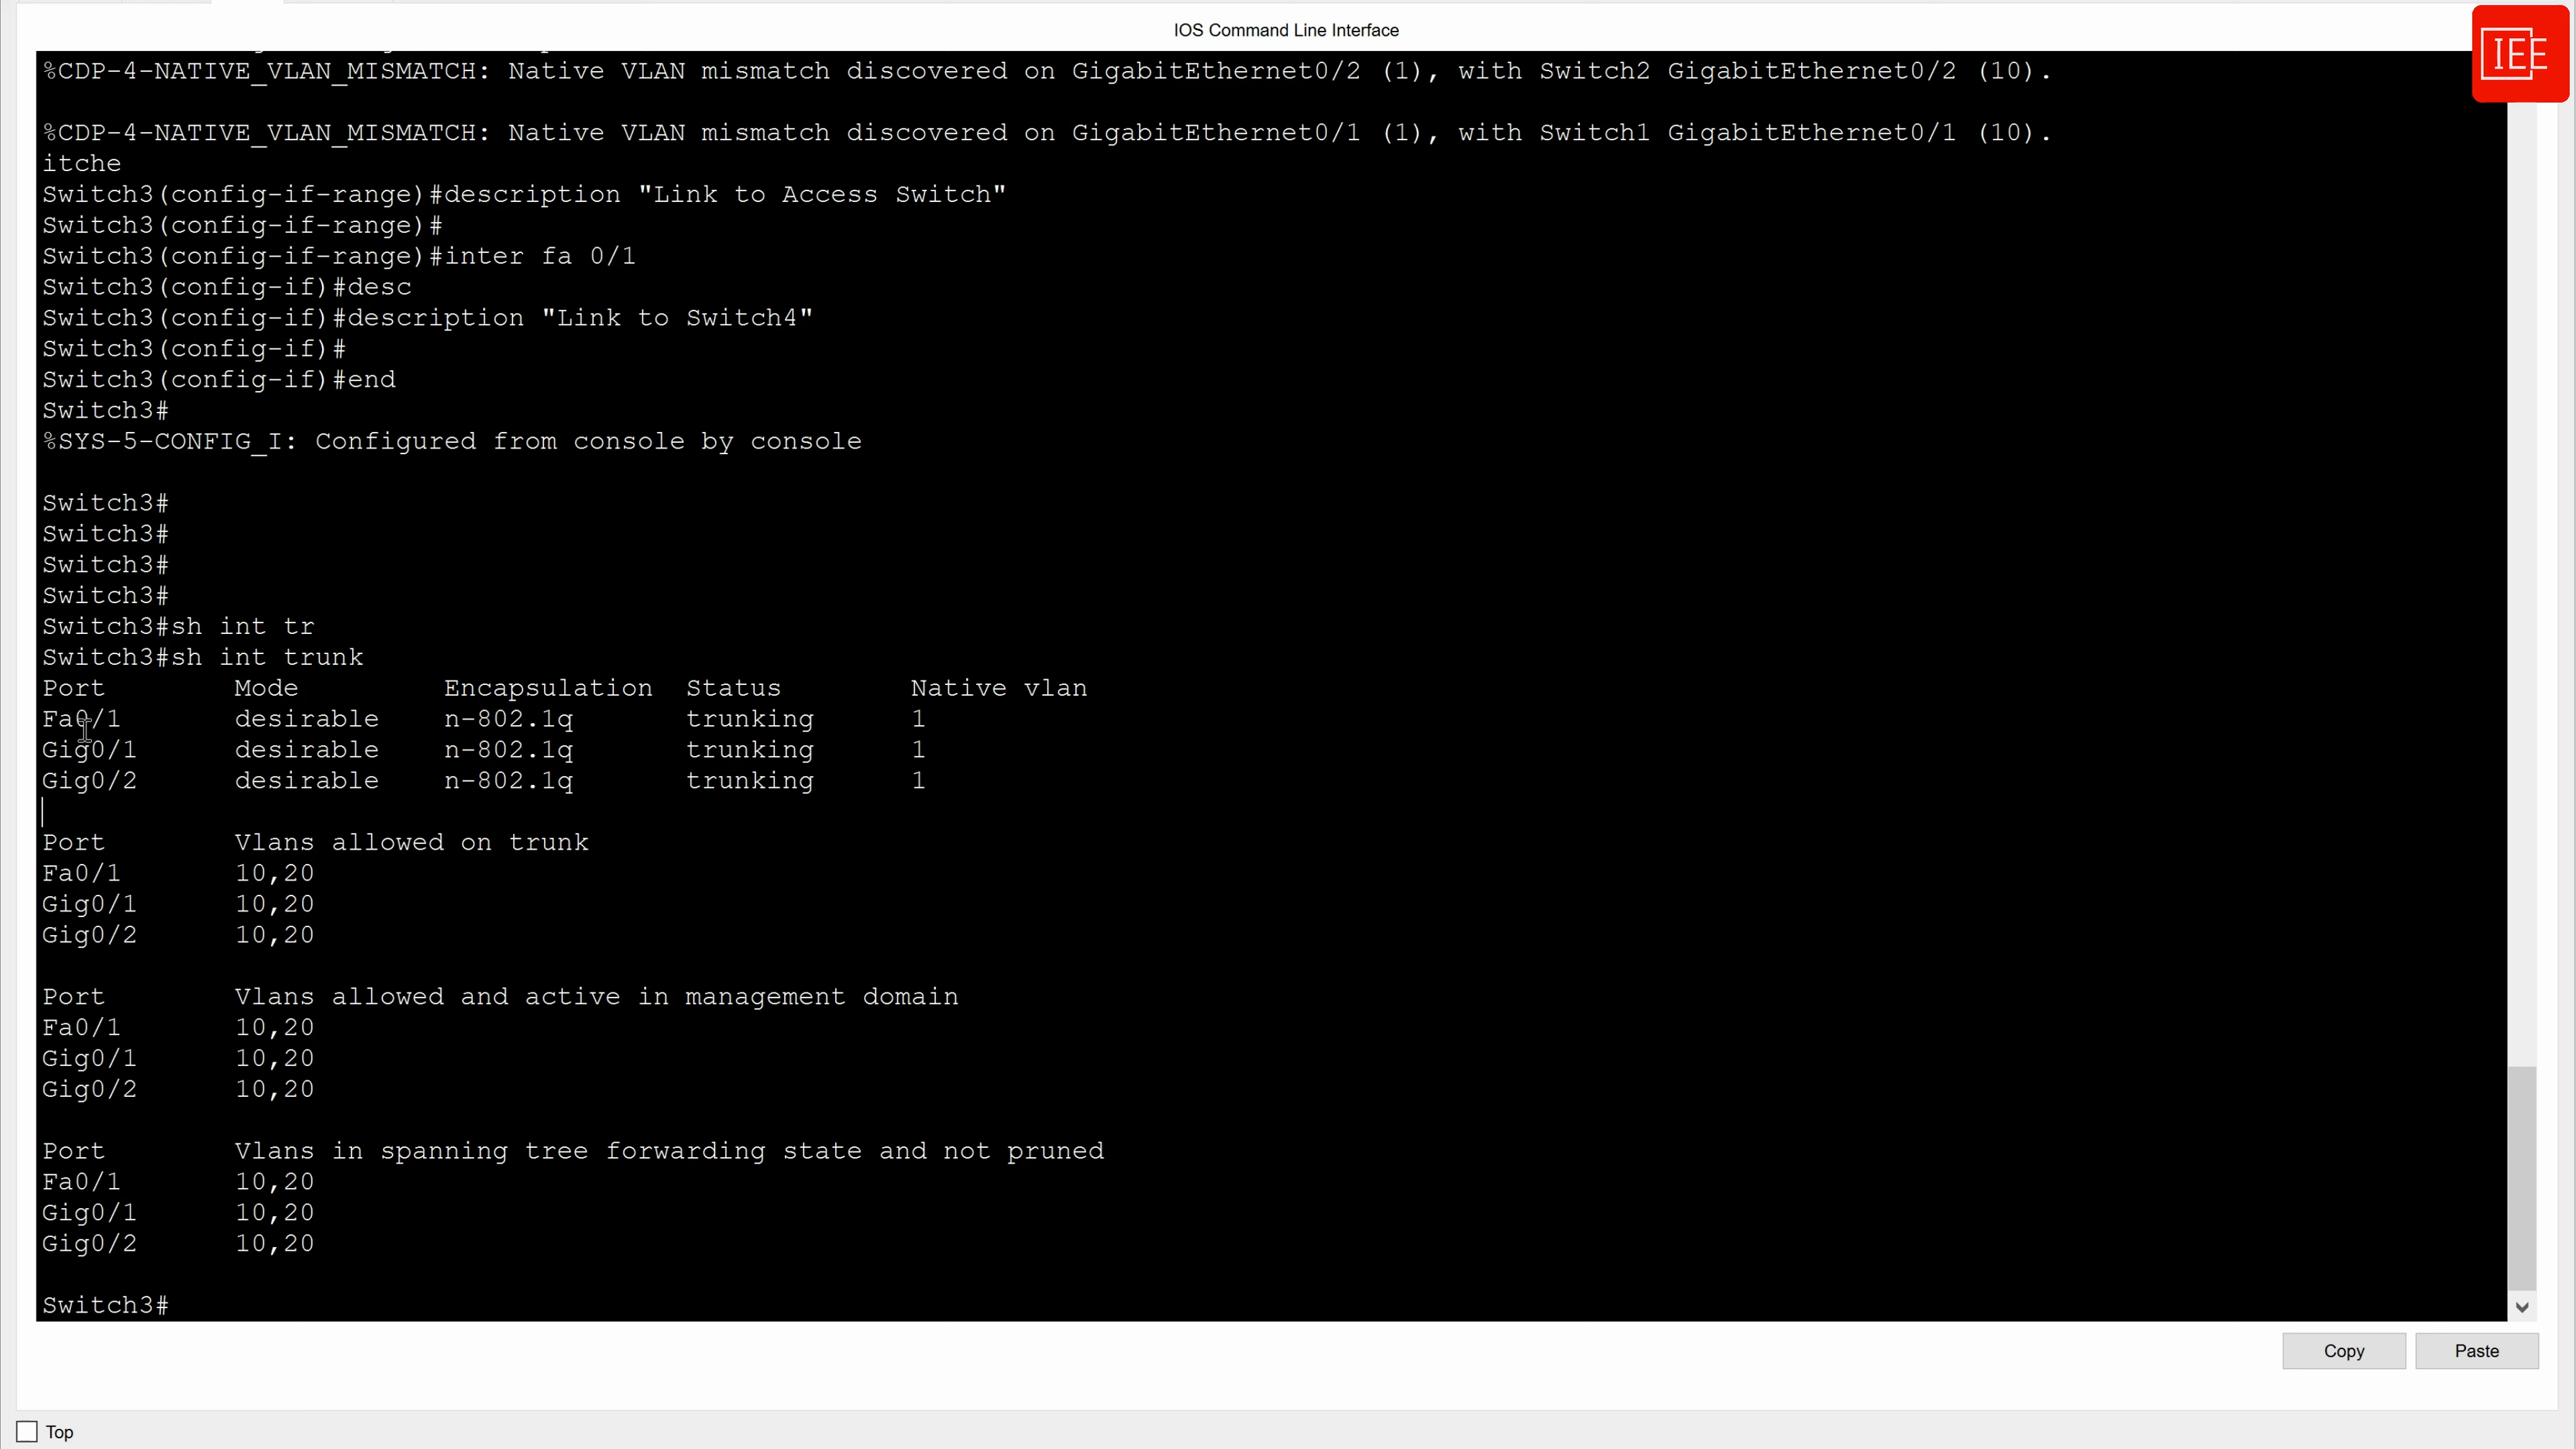 IOS Command Line Interface
IEE
%CDP-4-NATIVE_VLAN_MISMATCH: Native VLAN mismatch discovered on GigabitEthernet0/2 (1), with Switch2 GigabitEthernet0/2 (10).
%CDP-4-NATIVE_VLAN_MISMATCH: Native VLAN mismatch discovered on GigabitEthernet0/1 (1), with Switch1 GigabitEthernet0/1 (10).
itche
Switch3(config-if-range)#description "Link to Access Switch"
Switch3(config-if-range)#
Switch3(config-if-range)#inter fa 0/1
Switch3(config-if)#desc
Switch3(config-if)#description "Link to Switch4"
Switch3(config-if)#
Switch3(config-if)#end
Switch3#
%SYS-5-CONFIG_I: Configured from console by console
Switch3#
Switch3#
Switch3#
Switch3#
Switch3#sh int tr
Switch3#sh int trunk
Port Mode Encapsulation Status Native vlan
Fa0/1 desirable n-802.1q trunking 1
Gig0/1 desirable n-802.1q trunking 1
Gig0/2 desirable n-802.1q trunking 1
Port Vlans allowed on trunk
Fa0/1 10,20
Gig0/1 10,20
Gig0/2 10,20
Port Vlans allowed and active in management domain
Fa0/1 10,20
Gig0/1 10,20
Gig0/2 10,20
Port Vlans in spanning tree forwarding state and not pruned
Fa0/1 10,20
Gig0/1 10,20
Gig0/2 10,20
Switch3#
Copy Paste
Top